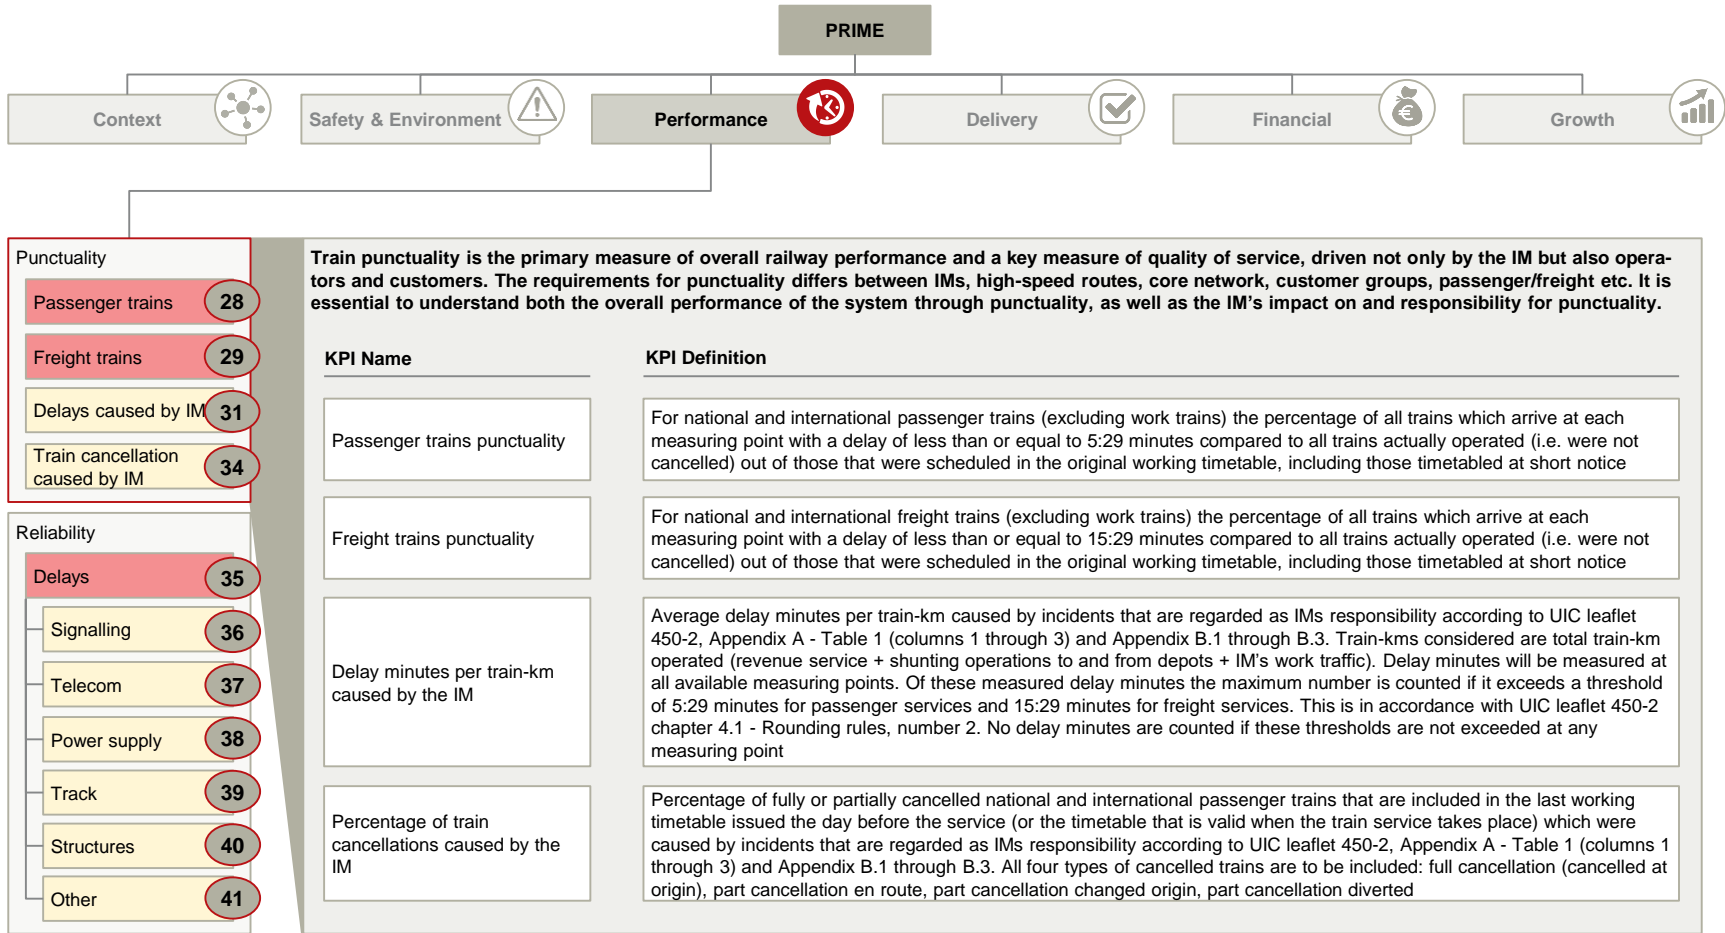 PRIME
Context
Safety & Environment
Performance
Delivery
Financial
Growth
Punctuality
Passenger trains 28
Freight trains 29
Delays caused by IM 31
Train cancellation
caused by IM 34
Reliability
Delays 35
Signalling 36
Telecom 37
Power supply 38
Track 39
Structures 40
Other 41
Train punctuality is the primary measure of overall railway performance and a key measure of quality of service, driven not only by the IM but also opera-
tors and customers. The requirements for punctuality differs between IMs, high-speed routes, core network, customer groups, passenger/freight etc. It is
essential to understand both the overall performance of the system through punctuality, as well as the IM's impact on and responsibility for punctuality.
KPI Name
KPI Definition
Passenger trains punctuality
For national and international passenger trains (excluding work trains) the percentage of all trains which arrive at each
measuring point with a delay of less than or equal to 5:29 minutes compared to all trains actually operated (i.e. were not
cancelled) out of those that were scheduled in the original working timetable, including those timetabled at short notice
Freight trains punctuality
For national and international freight trains (excluding work trains) the percentage of all trains which arrive at each
measuring point with a delay of less than or equal to 15:29 minutes compared to all trains actually operated (i.e. were not
cancelled) out of those that were scheduled in the original working timetable, including those timetabled at short notice
Delay minutes per train-km
caused by the IM
Average delay minutes per train-km caused by incidents that are regarded as IMs responsibility according to UIC leaflet
450-2, Appendix A - Table 1 (columns 1 through 3) and Appendix B.1 through B.3. Train-kms considered are total train-km
operated (revenue service + shunting operations to and from depots + IM's work traffic). Delay minutes will be measured at
all available measuring points. Of these measured delay minutes the maximum number is counted if it exceeds a threshold
of 5:29 minutes for passenger services and 15:29 minutes for freight services. This is in accordance with UIC leaflet 450-2
chapter 4.1 - Rounding rules, number 2. No delay minutes are counted if these thresholds are not exceeded at any
measuring point
Percentage of train
cancellations caused by the
IM
Percentage of fully or partially cancelled national and international passenger trains that are included in the last working
timetable issued the day before the service (or the timetable that is valid when the train service takes place) which were
caused by incidents that are regarded as IMs responsibility according to UIC leaflet 450-2, Appendix A - Table 1 (columns 1
through 3) and Appendix B.1 through B.3. All four types of cancelled trains are to be included: full cancellation (cancelled at
origin), part cancellation en route, part cancellation changed origin, part cancellation diverted